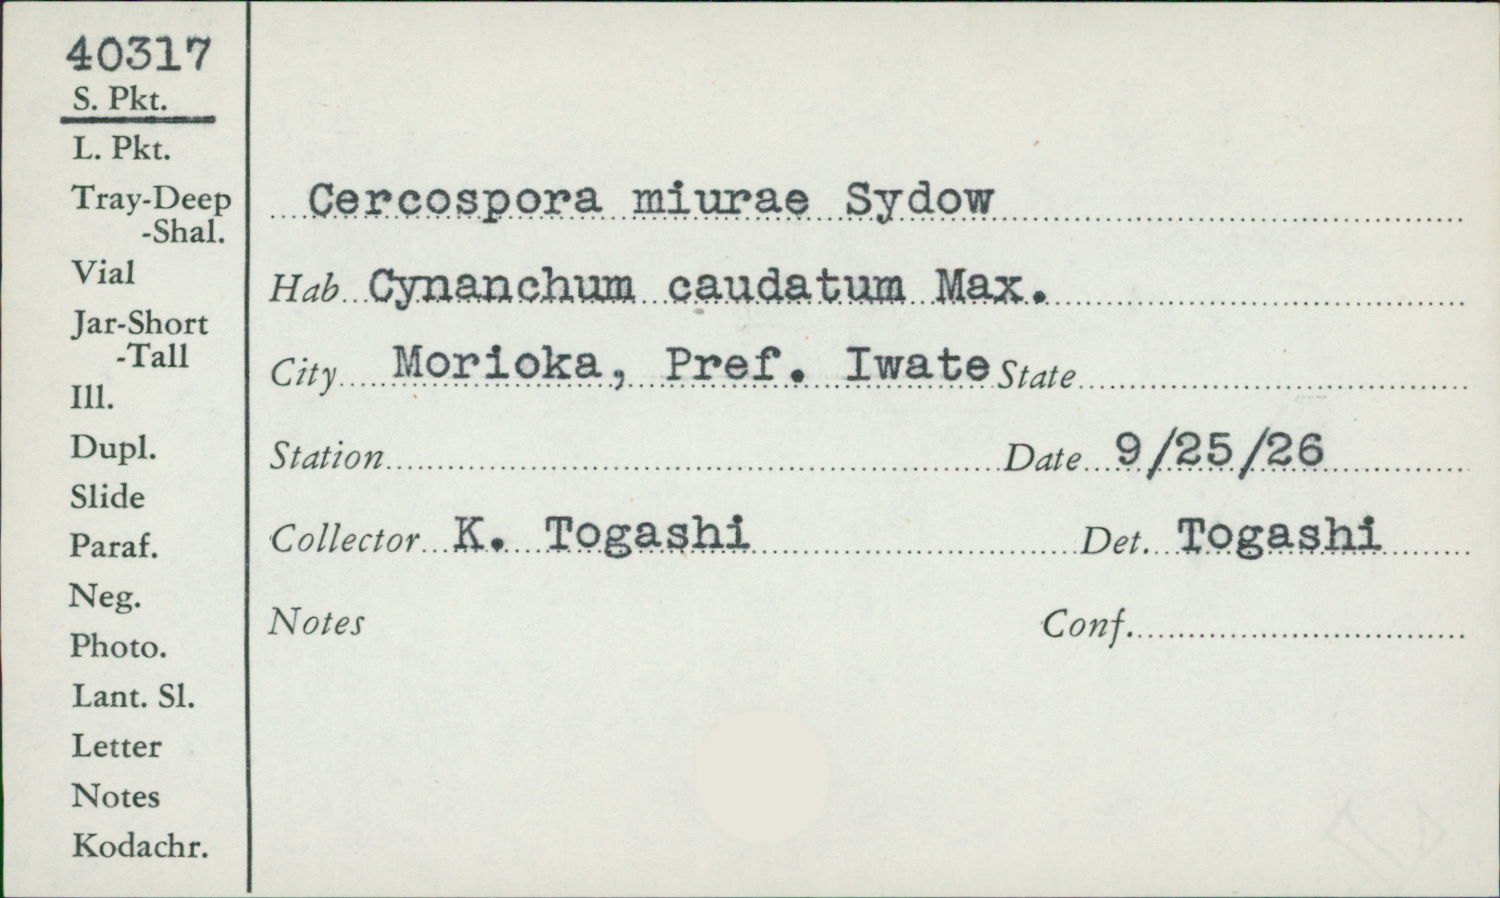 40317
S. Pkt.
L. Pkt.
Tray-Deep
-Shal.
Vial
Jar-Short
-Tall
Ill.
Dupl.
Slide
Paraf.
Neg.
Photo.
Lant. Sl.
Letter
Notes
Kodachr.
Cercospora miurae Sydow
Hab Cynanchum caudatum Max.
City Morioka, Pref. Iwate State
Station Date 9/25/26
Collector K. Togashi Det. Togashi
Notes Conf.